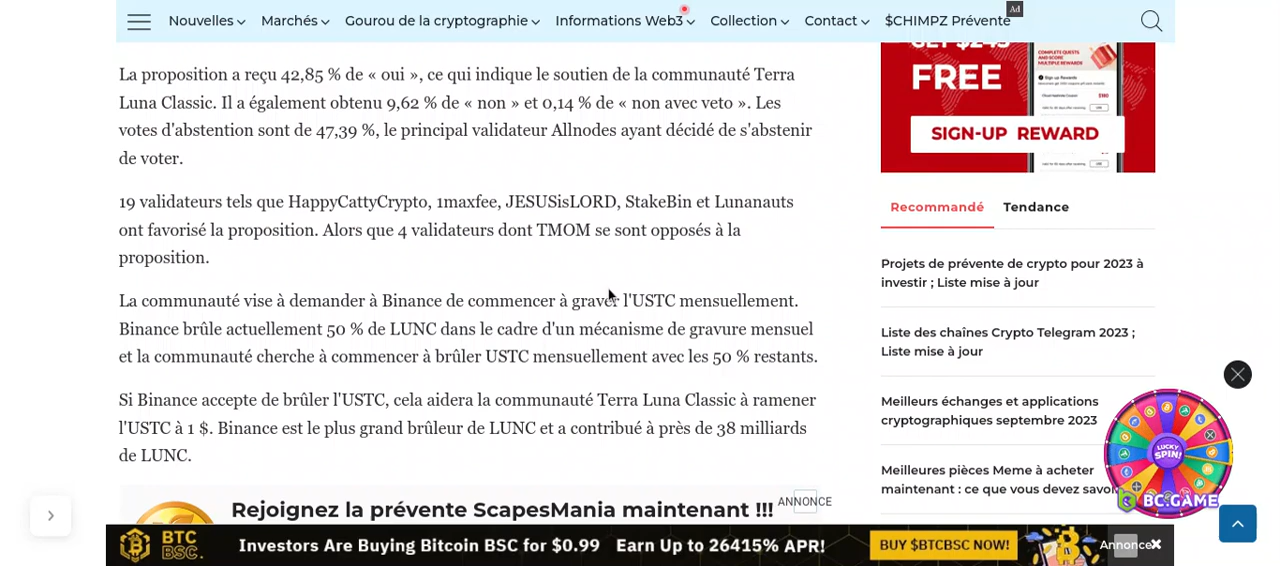 Nouvelles Marchés Gourou de la cryptographie Informations Web3 Collection Contact $CHIMPZ Prévente Ad
La proposition a reçu 42,85 % de « oui », ce qui indique le soutien de la communauté Terra
Luna Classic. Il a également obtenu 9,62 % de « non » et 0,14 % de « non avec veto ». Les
votes d'abstention sont de 47,39 %, le principal validateur Allnodes ayant décidé de s'abstenir
de voter.
19 validateurs tels que HappyCattyCrypto, 1maxfee, JESUSisLORD, StakeBin et Lunanauts
ont favorisé la proposition. Alors que 4 validateurs dont TMOM se sont opposés à la
proposition.
La communauté vise à demander à Binance de commencer à graver l'USTC mensuellement.
Binance brûle actuellement 50 % de LUNC dans le cadre d'un mécanisme de gravure mensuel
et la communauté cherche à commencer à brûler USTC mensuellement avec les 50 % restants.
Si Binance accepte de brûler l'USTC, cela aidera la communauté Terra Luna Classic à ramener
l'USTC à 1 $. Binance est le plus grand brûleur de LUNC et a contribué à près de 38 milliards
de LUNC.
ANNONCE
Rejoignez la prévente ScapesMania maintenant !!!
FREE
COMPLETE QUESTS
AND SCORE
MULTIPLE REWARDS
Sign-up Rewards
SIGN-UP REWARD
Recommandé Tendance
Projets de prévente de crypto pour 2023 à
investir ; Liste mise à jour
Liste des chaînes Crypto Telegram 2023 ;
Liste mise à jour
Meilleurs échanges et applications
cryptographiques septembre 2023
Meilleures pièces Meme à acheter
maintenant : ce que vous devez savoi
LUCKY
SPIN!
BC.GAME
BTC
BSC.
Investors Are Buying Bitcoin BSC for $0.99 Earn Up to 26415% APR!
BUY $BTCBSC NOW!
Annonce